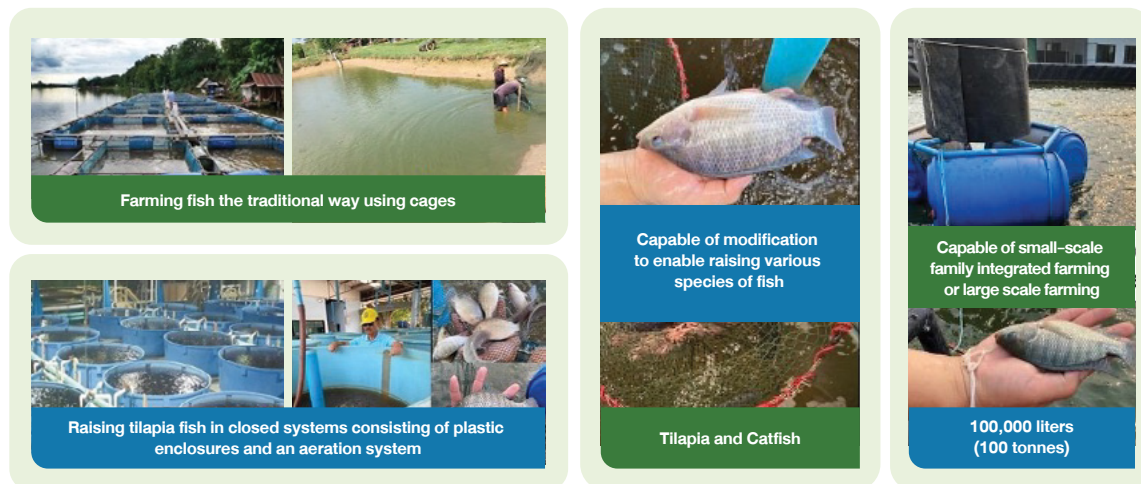 Farming fish the traditional way using cages
Raising tilapia fish in closed systems consisting of plastic
enclosures and an aeration system
Capable of modification
to enable raising various
species of fish
Tilapia and Catfish
Capable of small-scale
family integrated farming
or large scale farming
100,000 liters
(100 tonnes)